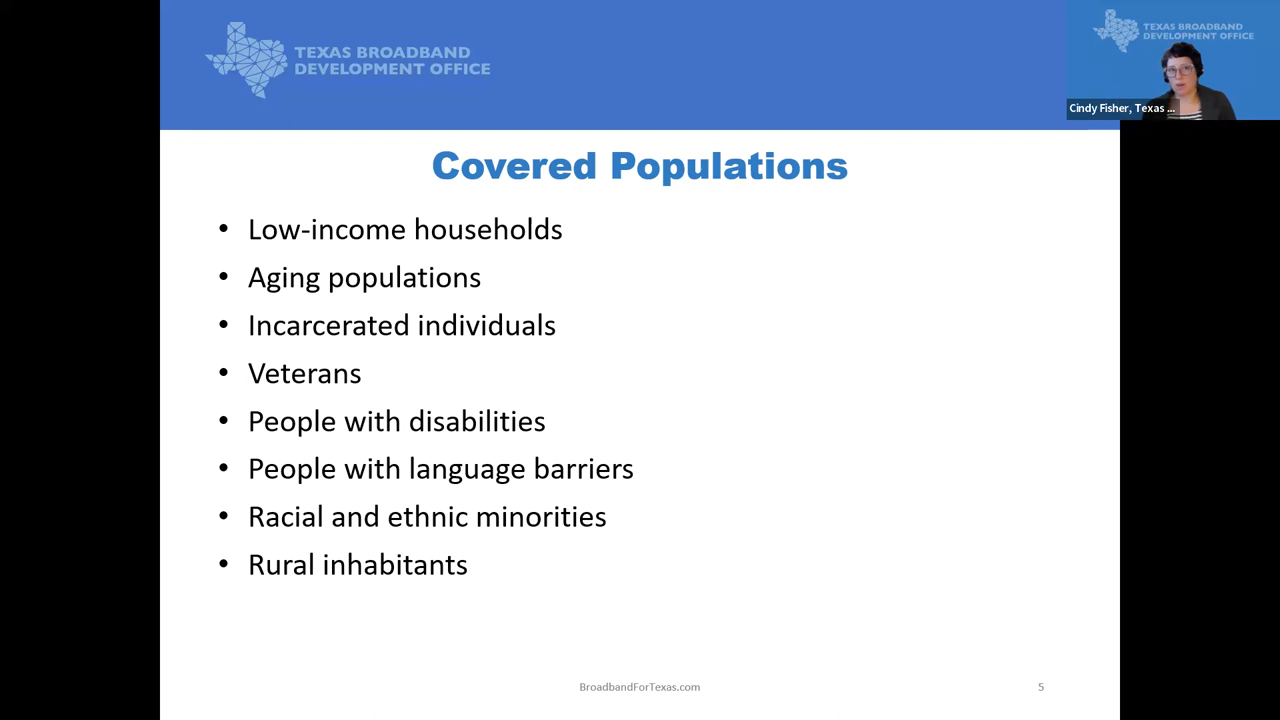 TEXAS BROADBAND
DEVELOPMENT OFFICE
TEXAS BROADBAND
DEVELOPMENT OFFICE
Cindy Fisher, Texas ...
Covered Populations
• Low-income households
• Aging populations
• Incarcerated individuals
• Veterans
• People with disabilities
• People with language barriers
• Racial and ethnic minorities
• Rural inhabitants
BroadbandForTexas.com
5